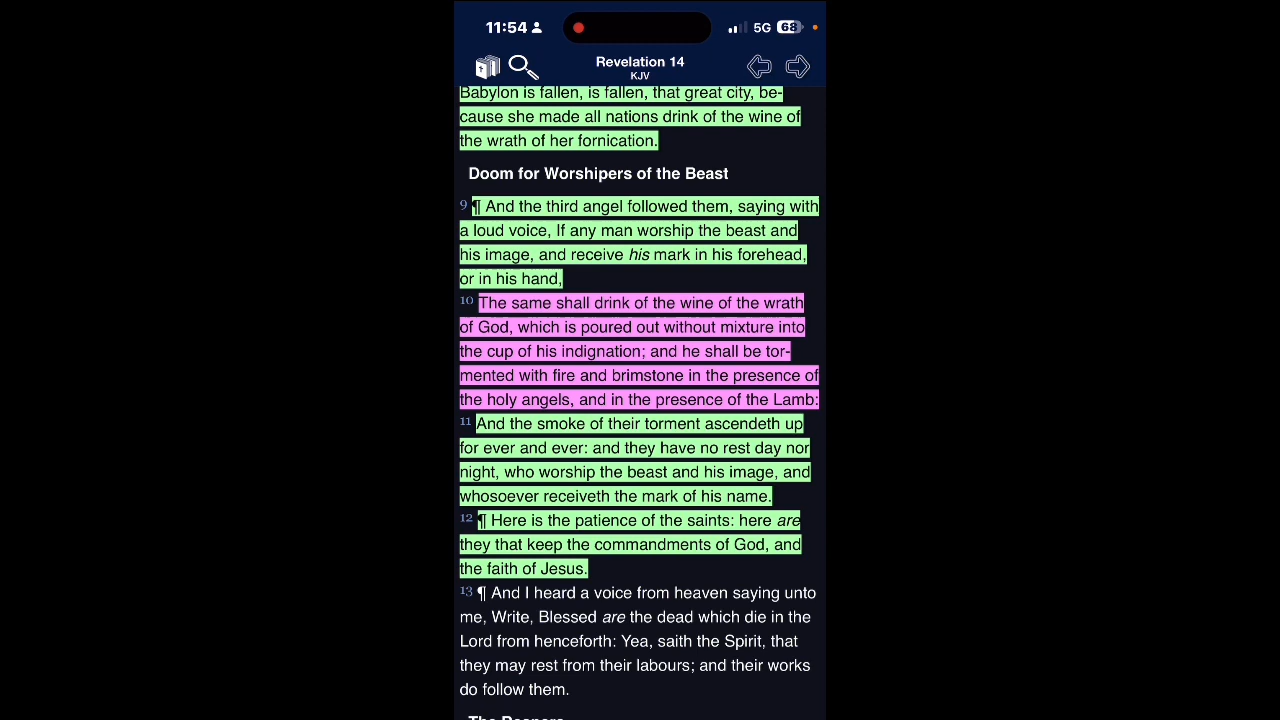 11:54
5G
68
Revelation 14
KJV
Babylon is fallen, is fallen, that great city, be-
cause she made all nations drink of the wine of
the wrath of her fornication.
Doom for Worshipers of the Beast
9 ¶ And the third angel followed them, saying with
a loud voice, If any man worship the beast and
his image, and receive his mark in his forehead,
or in his hand,
10 The same shall drink of the wine of the wrath
of God, which is poured out without mixture into
the cup of his indignation; and he shall be tor-
mented with fire and brimstone in the presence of
the holy angels, and in the presence of the Lamb:
11 And the smoke of their torment ascendeth up
for ever and ever: and they have no rest day nor
night, who worship the beast and his image, and
whosoever receiveth the mark of his name.
12 ¶ Here is the patience of the saints: here are
they that keep the commandments of God, and
the faith of Jesus.
13 ¶ And I heard a voice from heaven saying unto
me, Write, Blessed are the dead which die in the
Lord from henceforth: Yea, saith the Spirit, that
they may rest from their labours; and their works
do follow them.